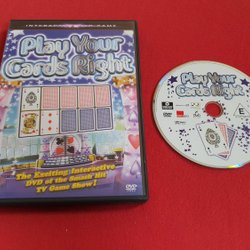 INTERACTIVE DVD GAME
Play Your
Cards Right
The Exciting Interactive
DVD of the Smash Hit
TV Game Show!
DVD
Play Your
Cards Right